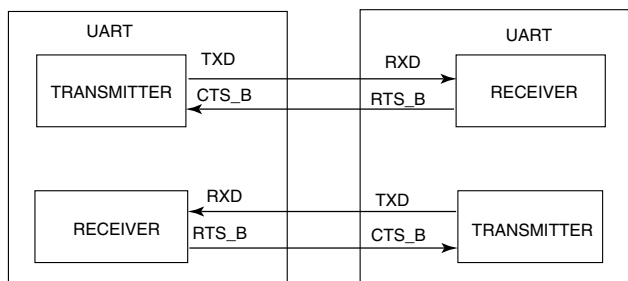 UART
UART
TXD
RXD
TRANSMITTER
CTS_B
RTS_B
RECEIVER
RXD
TXD
RECEIVER
RTS_B
CTS_B
TRANSMITTER